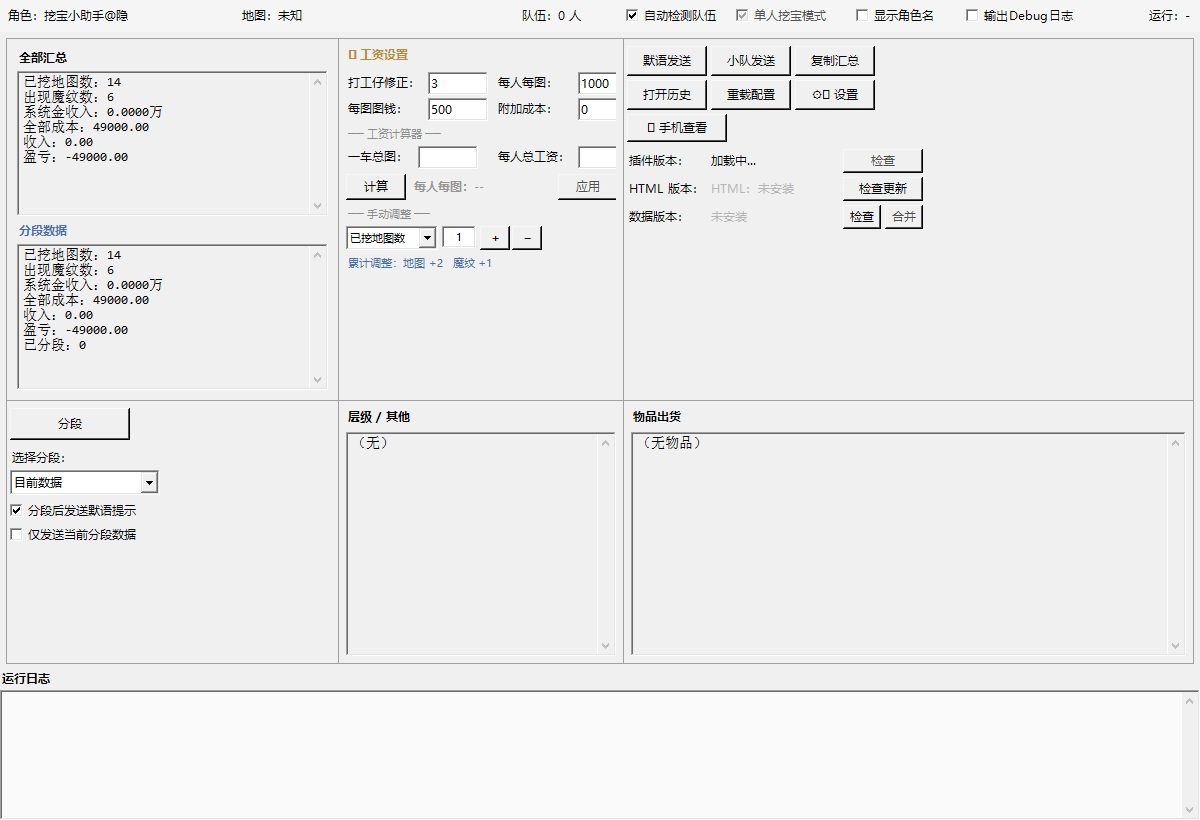 角色：挖宝小助手@隐 地图：未知 队伍：0 人 自动检测队伍 单人挖宝模式 显示角色名 输出Debug日志 运行：-
全部汇总
已挖地图数：14
出现魔纹数：6
系统金收入：0.0000万
全部成本：49000.00
收入：0.00
盈亏：-49000.00
分段数据
已挖地图数：14
出现魔纹数：6
系统金收入：0.0000万
全部成本：49000.00
收入：0.00
盈亏：-49000.00
已分段：0
工资设置
打工仔修正：3 每人每图：1000
每图图钱：500 附加成本：0
── 工资计算器 ──
一车总图： 每人总工资：
计算 每人每图：-- 应用
── 手动调整 ──
已挖地图数 1 + −
累计调整：地图 +2 魔纹 +1
默语发送 小队发送 复制汇总
打开历史 重载配置 设置
手机查看
插件版本： 加载中... 检查
HTML 版本： HTML：未安装 检查更新
数据版本： 未安装 检查 合并
分段
选择分段：
目前数据
分段后发送默语提示
仅发送当前分段数据
层级 / 其他
（无）
物品出货
（无物品）
运行日志